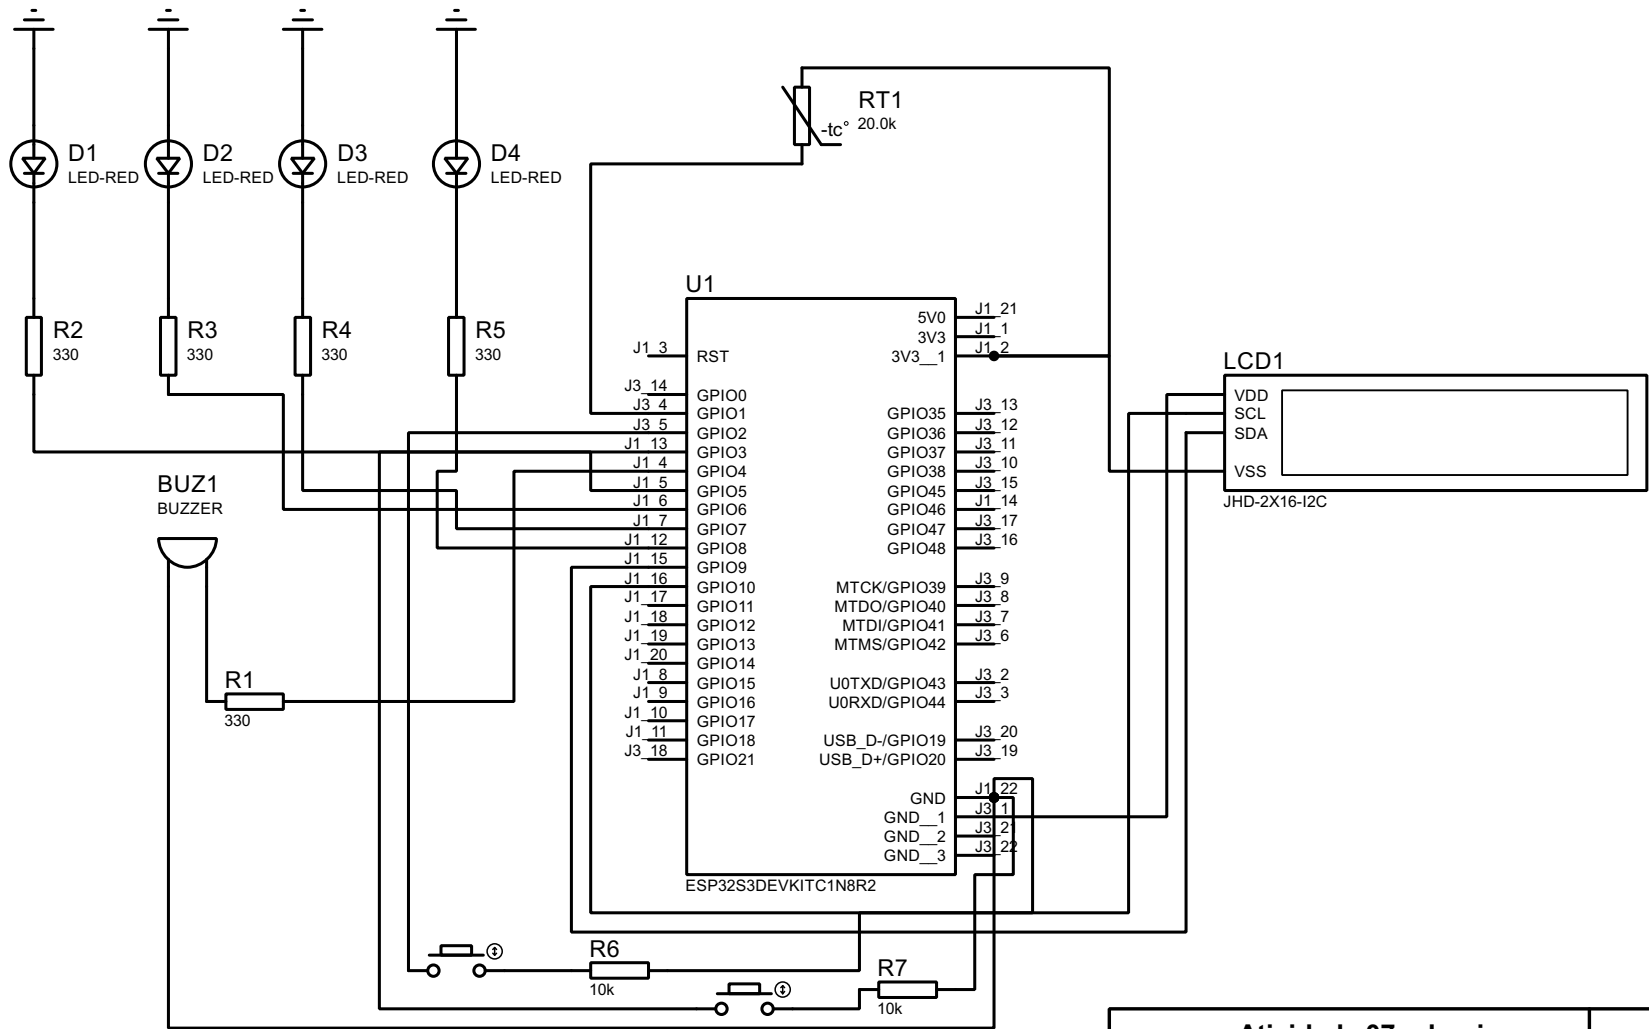 RT1
-tc°
20.0k
D1
LED-RED
D2
LED-RED
D3
LED-RED
D4
LED-RED
R2
330
R3
330
R4
330
R5
330
BUZ1
BUZZER
R1
330
U1
J1_3 RST
J3_14 GPIO0
J3_4 GPIO1
J3_5 GPIO2
J1_13 GPIO3
J1_4 GPIO4
J1_5 GPIO5
J1_6 GPIO6
J1_7 GPIO7
J1_12 GPIO8
J1_15 GPIO9
J1_16 GPIO10
J1_17 GPIO11
J1_18 GPIO12
J1_19 GPIO13
J1_20 GPIO14
J1_8 GPIO15
J1_9 GPIO16
J1_10 GPIO17
J1_11 GPIO18
J3_18 GPIO21
5V0 J1_21
3V3 J1_1
3V3__1 J1_2
GPIO35 J3_13
GPIO36 J3_12
GPIO37 J3_11
GPIO38 J3_10
GPIO45 J3_15
GPIO46 J1_14
GPIO47 J3_17
GPIO48 J3_16
MTCK/GPIO39 J3_9
MTDO/GPIO40 J3_8
MTDI/GPIO41 J3_7
MTMS/GPIO42 J3_6
U0TXD/GPIO43 J3_2
U0RXD/GPIO44 J3_3
USB_D-/GPIO19 J3_20
USB_D+/GPIO20 J3_19
GND J1_22
GND__1 J3_1
GND__2 J3_21
GND__3 J3_22
ESP32S3DEVKITC1N8R2
LCD1
VDD
SCL
SDA
VSS
JHD-2X16-I2C
R6
10k
R7
10k